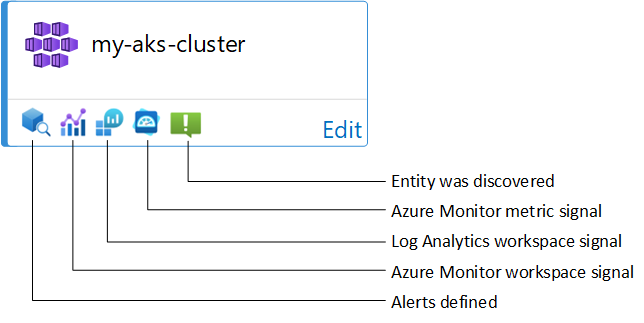 my-aks-cluster
Edit
Entity was discovered
Azure Monitor metric signal
Log Analytics workspace signal
Azure Monitor workspace signal
Alerts defined